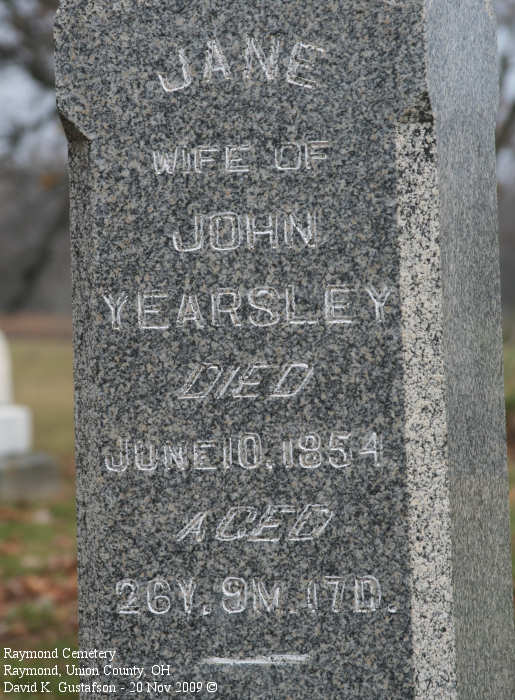 JANE
WIFE OF
JOHN
YEARSLEY
DIED
JUNE 10. 1854
AGED
26Y. 9M. 17D.
Raymond Cemetery
Raymond, Union County, OH
David K. Gustafson - 20 Nov 2009 ©